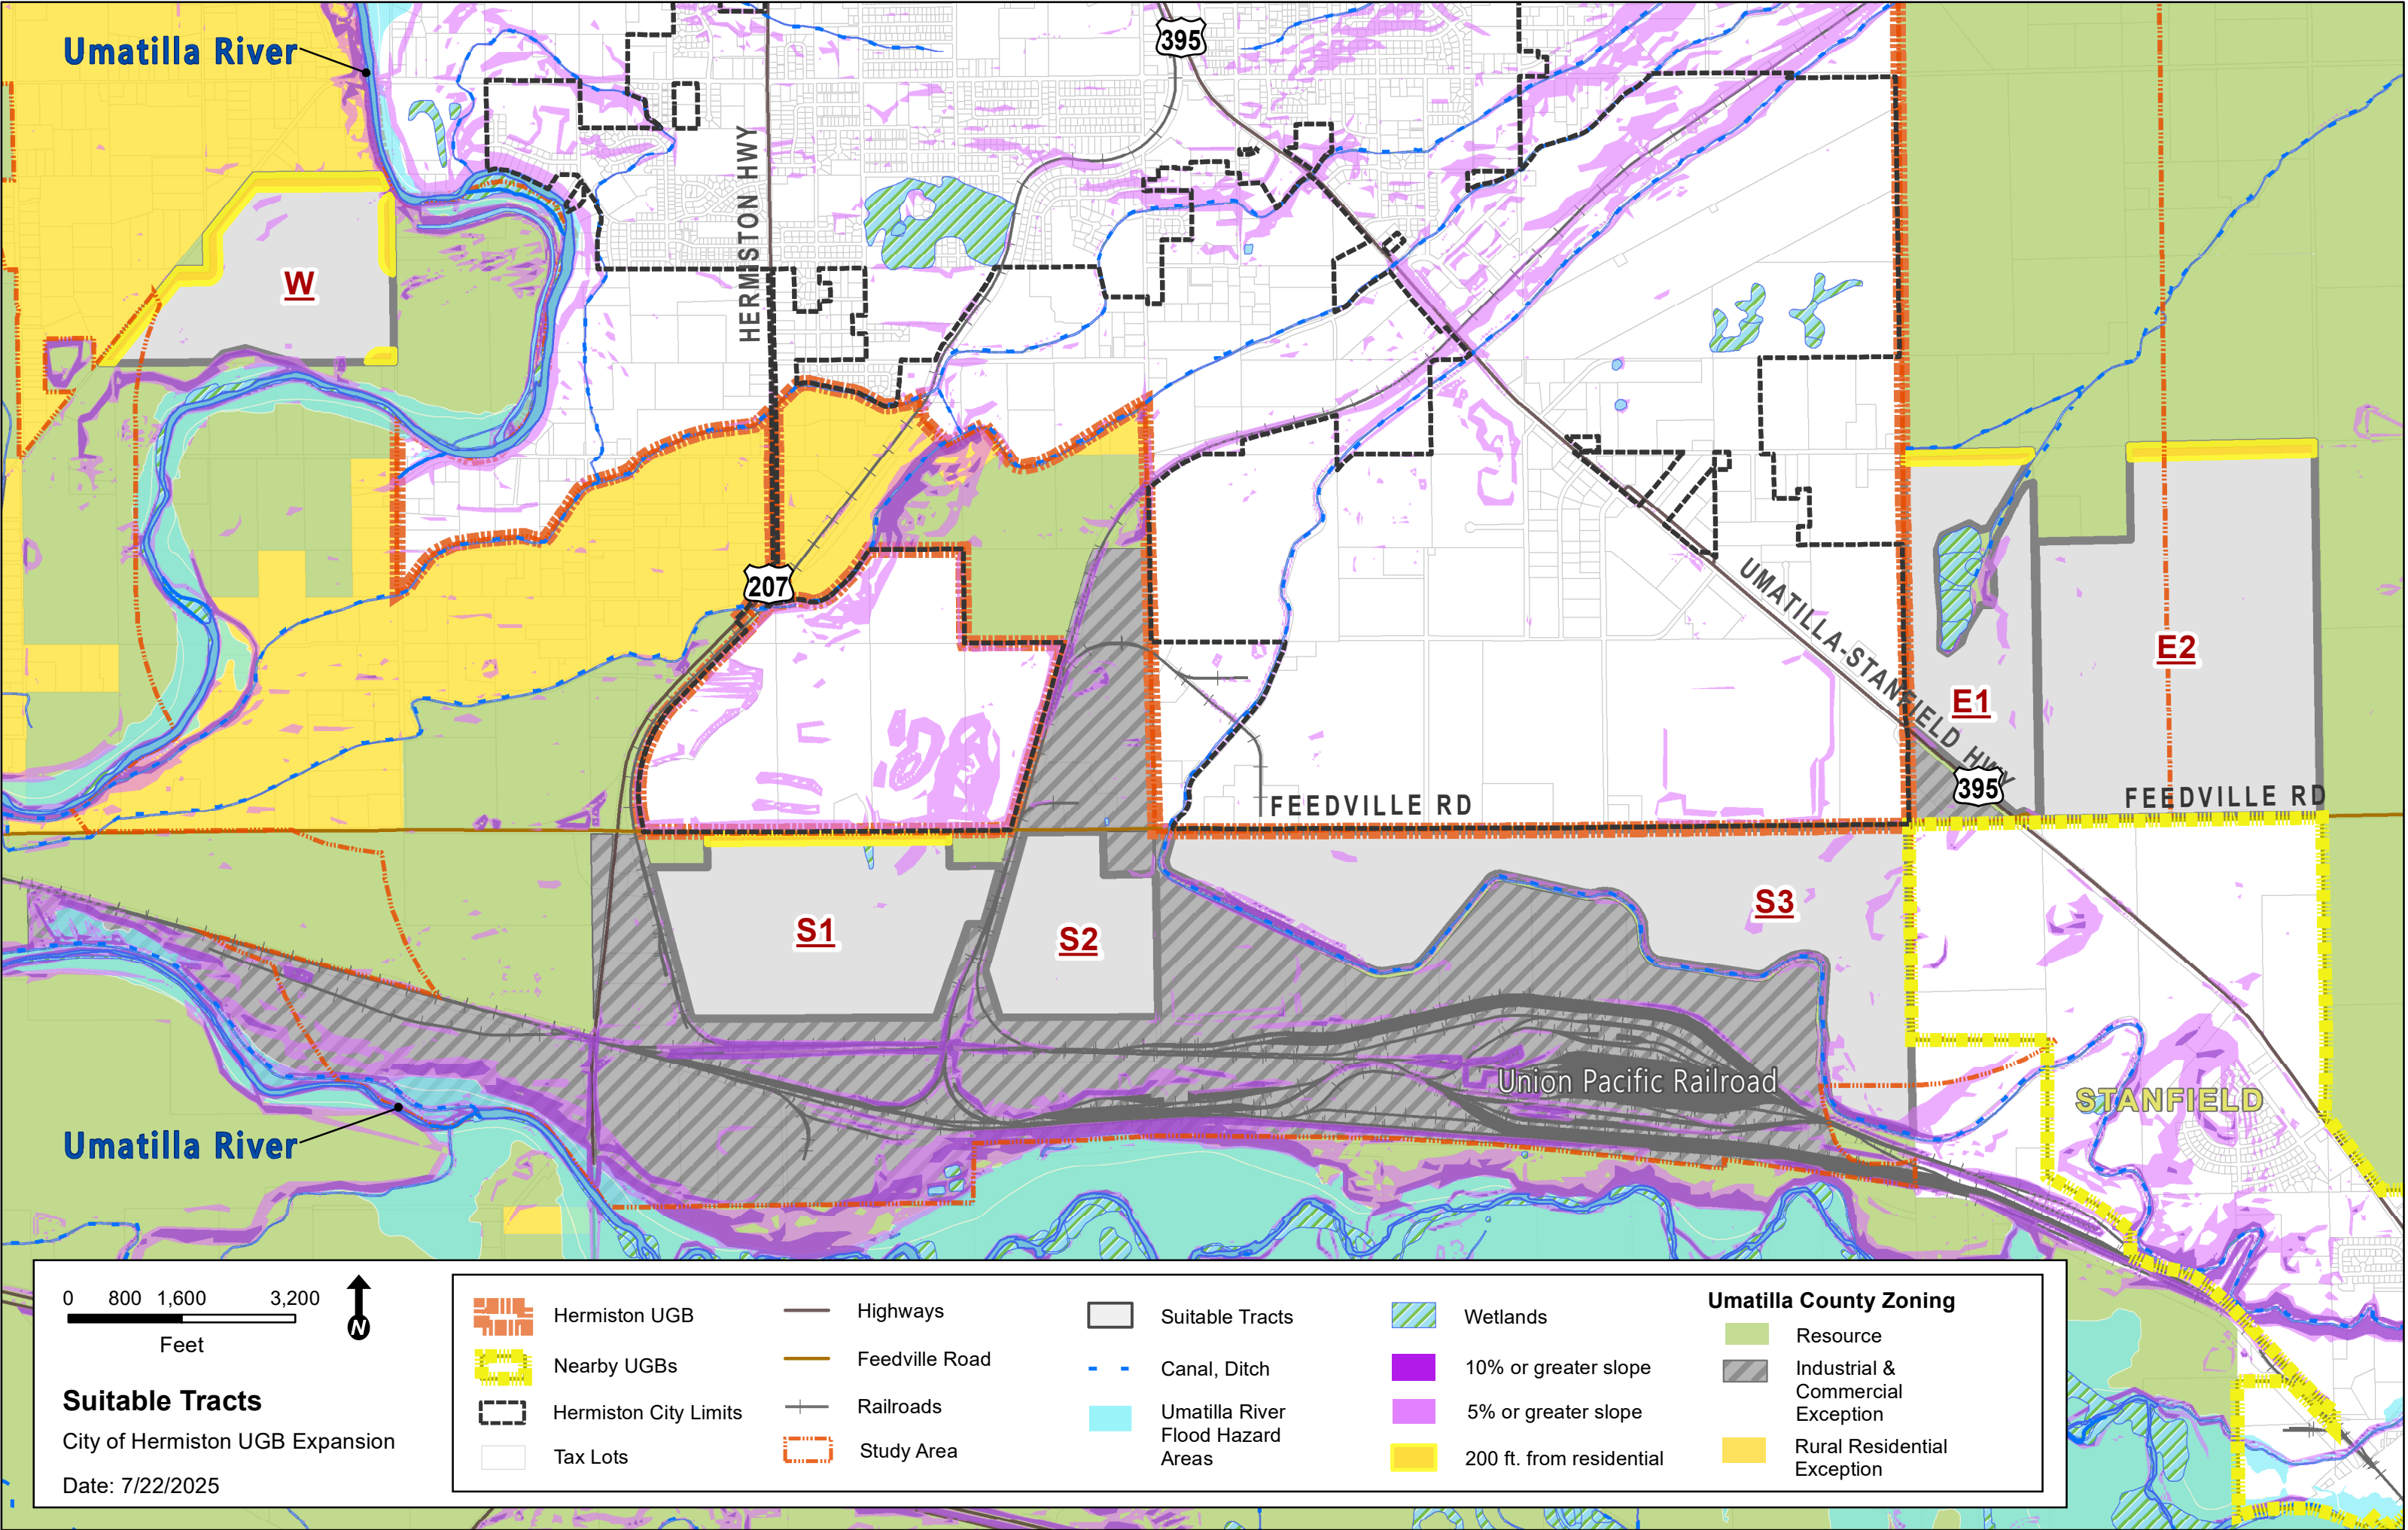 Umatilla River
395
HERMISTON HWY
W
207
UMATILLA-STANFIELD HWY
E1
E2
395
FEEDVILLE RD
FEEDVILLE RD
S1
S2
S3
Union Pacific Railroad
STANFIELD
Umatilla River
0 800 1,600 3,200
Feet
N
Suitable Tracts
City of Hermiston UGB Expansion
Date: 7/22/2025
Hermiston UGB
Nearby UGBs
Hermiston City Limits
Tax Lots
Highways
Feedville Road
Railroads
Study Area
Suitable Tracts
Canal, Ditch
Umatilla River
Flood Hazard
Areas
Wetlands
10% or greater slope
5% or greater slope
200 ft. from residential
Umatilla County Zoning
Resource
Industrial &
Commercial
Exception
Rural Residential
Exception